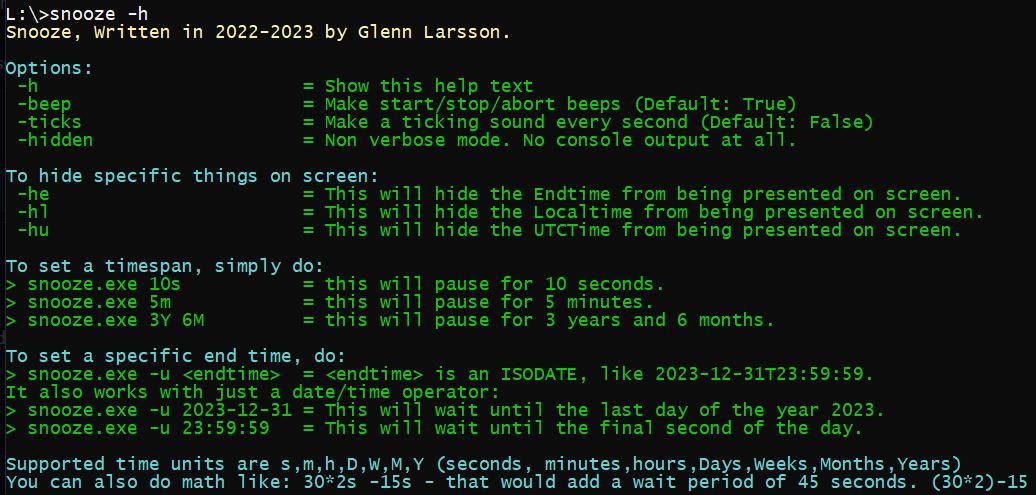 L:\>snooze -h
Snooze, Written in 2022-2023 by Glenn Larsson.
Options:
-h = Show this help text
-beep = Make start/stop/abort beeps (Default: True)
-ticks = Make a ticking sound every second (Default: False)
-hidden = Non verbose mode. No console output at all.
To hide specific things on screen:
-he = This will hide the Endtime from being presented on screen.
-hl = This will hide the Localtime from being presented on screen.
-hu = This will hide the UTCTime from being presented on screen.
To set a timespan, simply do:
> snooze.exe 10s = this will pause for 10 seconds.
> snooze.exe 5m = this will pause for 5 minutes.
> snooze.exe 3Y 6M = this will pause for 3 years and 6 months.
To set a specific end time, do:
> snooze.exe -u <endtime> = <endtime> is an ISODATE, like 2023-12-31T23:59:59.
It also works with just a date/time operator:
> snooze.exe -u 2023-12-31 = This will wait until the last day of the year 2023.
> snooze.exe -u 23:59:59 = This will wait until the final second of the day.
Supported time units are s,m,h,D,W,M,Y (seconds, minutes,hours,Days,Weeks,Months,Years)
You can also do math like: 30*2s -15s - that would add a wait period of 45 seconds. (30*2)-15